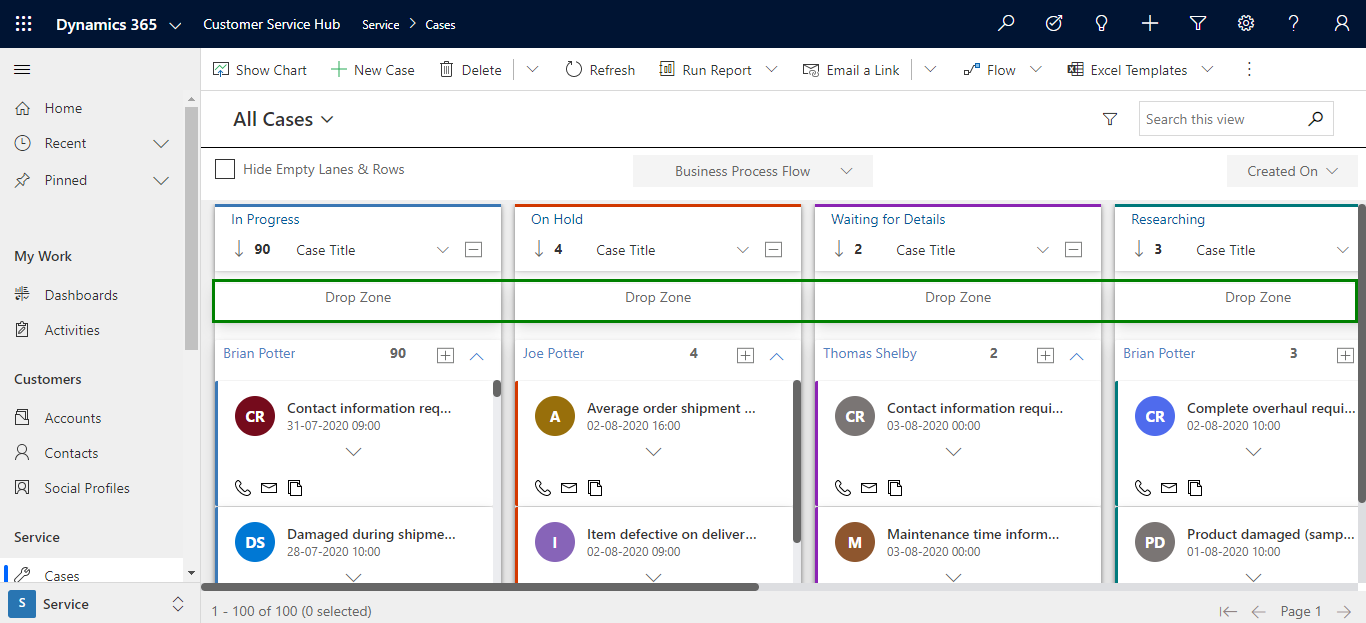 Dynamics 365 Customer Service Hub Service > Cases
Show Chart New Case Delete Refresh Run Report Email a Link Flow Excel Templates
Home
Recent
Pinned
My Work
Dashboards
Activities
Customers
Accounts
Contacts
Social Profiles
Service
Cases
S Service
All Cases Search this view
Hide Empty Lanes & Rows Business Process Flow Created On
In Progress
90 Case Title
Drop Zone
Brian Potter 90
CR Contact information req...
31-07-2020 09:00
DS Damaged during shipme...
28-07-2020 10:00
On Hold
4 Case Title
Drop Zone
Joe Potter 4
A Average order shipment ...
02-08-2020 16:00
I Item defective on deliver...
02-08-2020 09:00
Waiting for Details
2 Case Title
Drop Zone
Thomas Shelby 2
CR Contact information requi...
03-08-2020 00:00
M Maintenance time inform...
03-08-2020 00:00
Researching
3 Case Title
Drop Zone
Brian Potter 3
CR Complete overhaul requi...
02-08-2020 10:00
PD Product damaged (samp...
01-08-2020 10:00
1 - 100 of 100 (0 selected) Page 1